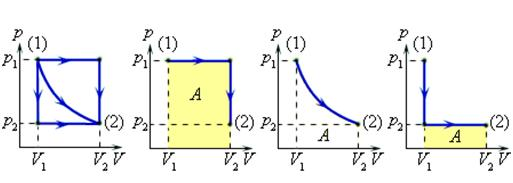 p p p p
(1) (1) (1) (1)
p₁ p₁ p₁ p₁
A
p₂ (2) p₂ (2) p₂ A (2) p₂ A (2)
V₁ V₂ V V₁ V₂ V V₁ V₂ V V₁ V₂ V